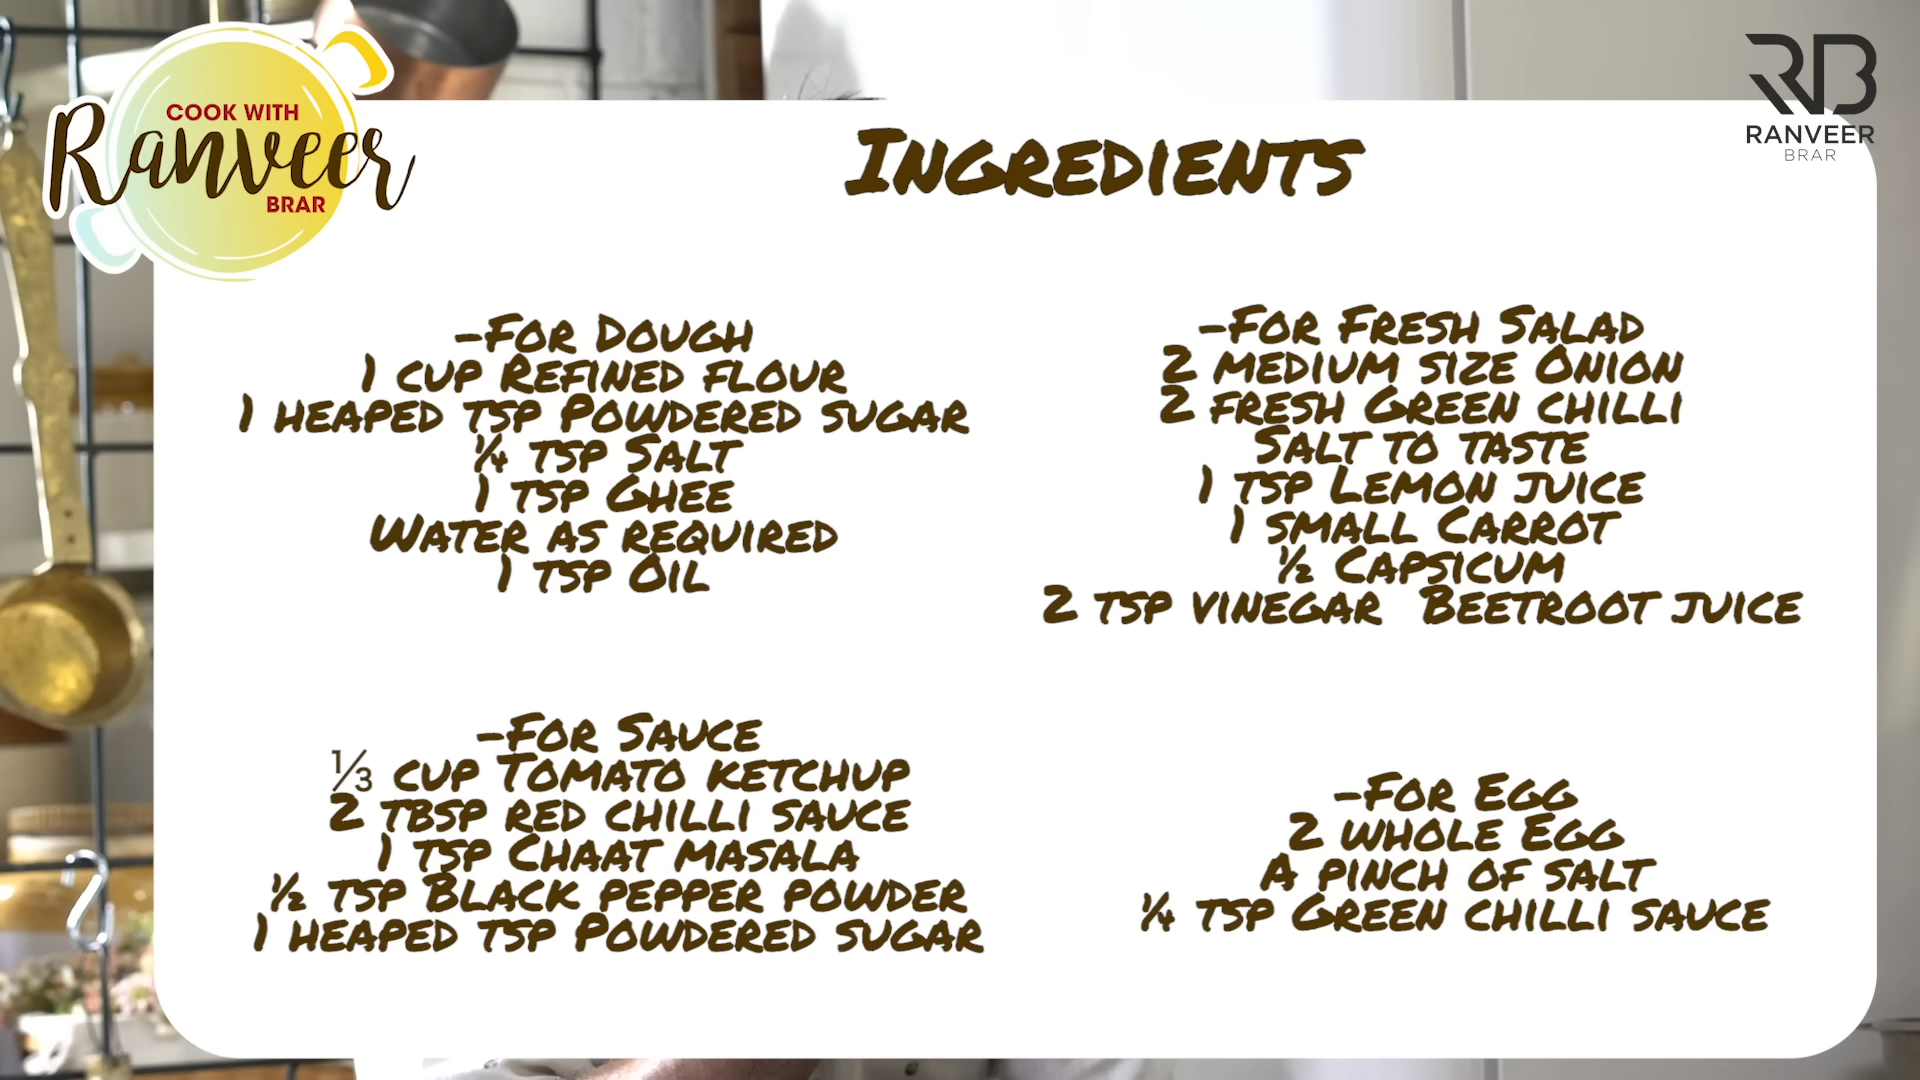 COOK WITH
Ranveer
BRAR
RB
RANVEER
BRAR
Ingredients
-For Dough
1 cup Refined flour
1 heaped tsp Powdered sugar
¼ tsp Salt
1 tsp Ghee
Water as required
1 tsp Oil
-For Fresh Salad
2 medium size Onion
2 fresh Green chilli
Salt to taste
1 tsp Lemon juice
1 small Carrot
½ Capsicum
2 tsp vinegar  Beetroot juice
-For Sauce
⅓ cup Tomato ketchup
2 tbsp red chilli sauce
1 tsp Chaat masala
½ tsp Black pepper powder
1 heaped tsp Powdered sugar
-For Egg
2 whole Egg
A pinch of salt
¼ tsp Green chilli sauce